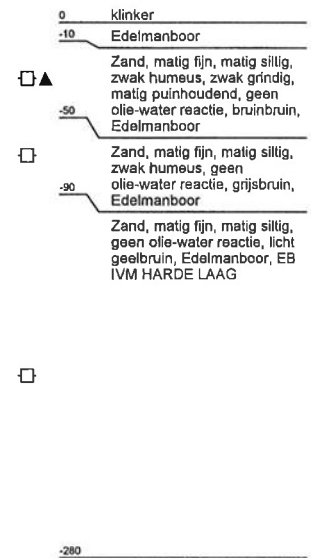 0 klinker
-10 Edelmanboor
Zand, matig fijn, matig siltig,
zwak humeus, zwak grindig,
matig puinhoudend, geen
-50 olie-water reactie, bruinbruin,
Edelmanboor
Zand, matig fijn, matig siltig,
zwak humeus, geen
-90 olie-water reactie, grijsbruin,
Edelmanboor
Zand, matig fijn, matig siltig,
geen olie-water reactie, licht
geelbruin, Edelmanboor, EB
IVM HARDE LAAG
-280